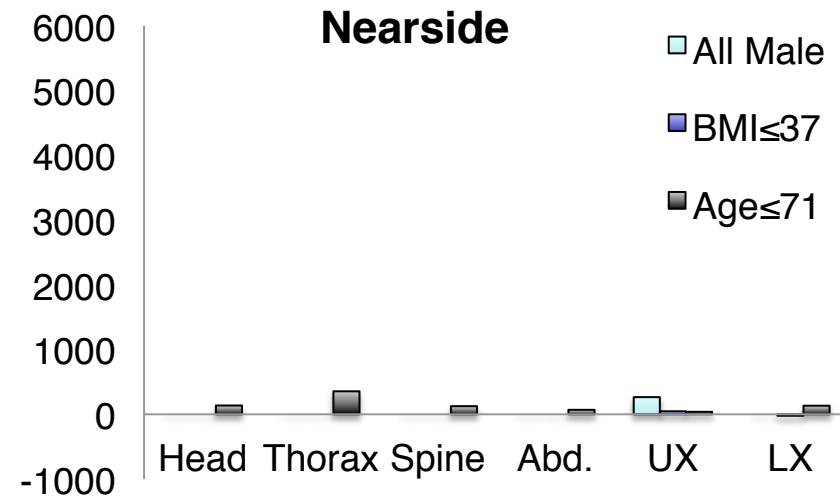 Nearside
All Male
BMI≤37
Age≤71
6000
5000
4000
3000
2000
1000
0
-1000
Head Thorax Spine Abd. UX LX